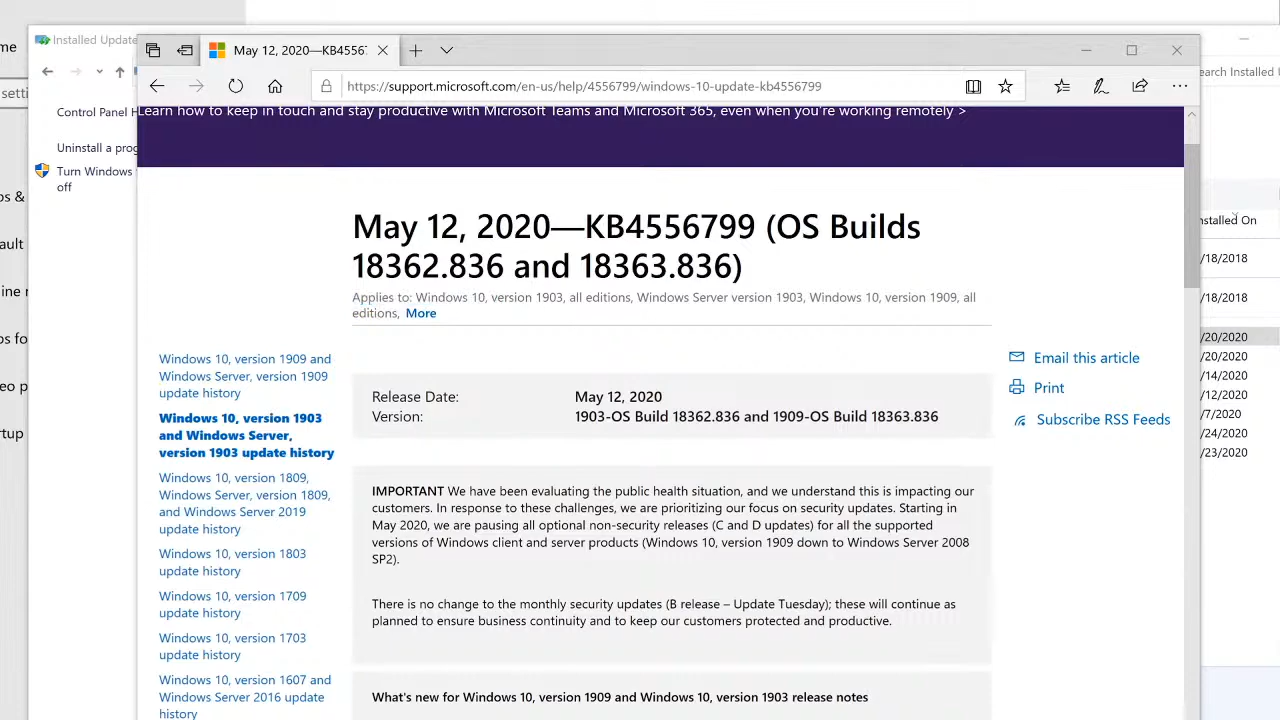 me
setti
ps &
ault
ine r
ps fo
eo p
rtup
Installed Update
Control Panel H
Uninstall a prog
Turn Windows
off
May 12, 2020—KB4556
https://support.microsoft.com/en-us/help/4556799/windows-10-update-kb4556799
Learn how to keep in touch and stay productive with Microsoft Teams and Microsoft 365, even when you're working remotely >
May 12, 2020—KB4556799 (OS Builds
18362.836 and 18363.836)
Applies to: Windows 10, version 1903, all editions, Windows Server version 1903, Windows 10, version 1909, all
editions, More
Windows 10, version 1909 and
Windows Server, version 1909
update history
Windows 10, version 1903
and Windows Server,
version 1903 update history
Windows 10, version 1809,
Windows Server, version 1809,
and Windows Server 2019
update history
Windows 10, version 1803
update history
Windows 10, version 1709
update history
Windows 10, version 1703
update history
Windows 10, version 1607 and
Windows Server 2016 update
history
Release Date:
May 12, 2020
Version:
1903-OS Build 18362.836 and 1909-OS Build 18363.836
IMPORTANT We have been evaluating the public health situation, and we understand this is impacting our
customers. In response to these challenges, we are prioritizing our focus on security updates. Starting in
May 2020, we are pausing all optional non-security releases (C and D updates) for all the supported
versions of Windows client and server products (Windows 10, version 1909 down to Windows Server 2008
SP2).
There is no change to the monthly security updates (B release – Update Tuesday); these will continue as
planned to ensure business continuity and to keep our customers protected and productive.
What's new for Windows 10, version 1909 and Windows 10, version 1903 release notes
Email this article
Print
Subscribe RSS Feeds
earch Installed U
nstalled On
/18/2018
/18/2018
/20/2020
/20/2020
/14/2020
/12/2020
/7/2020
/24/2020
/23/2020